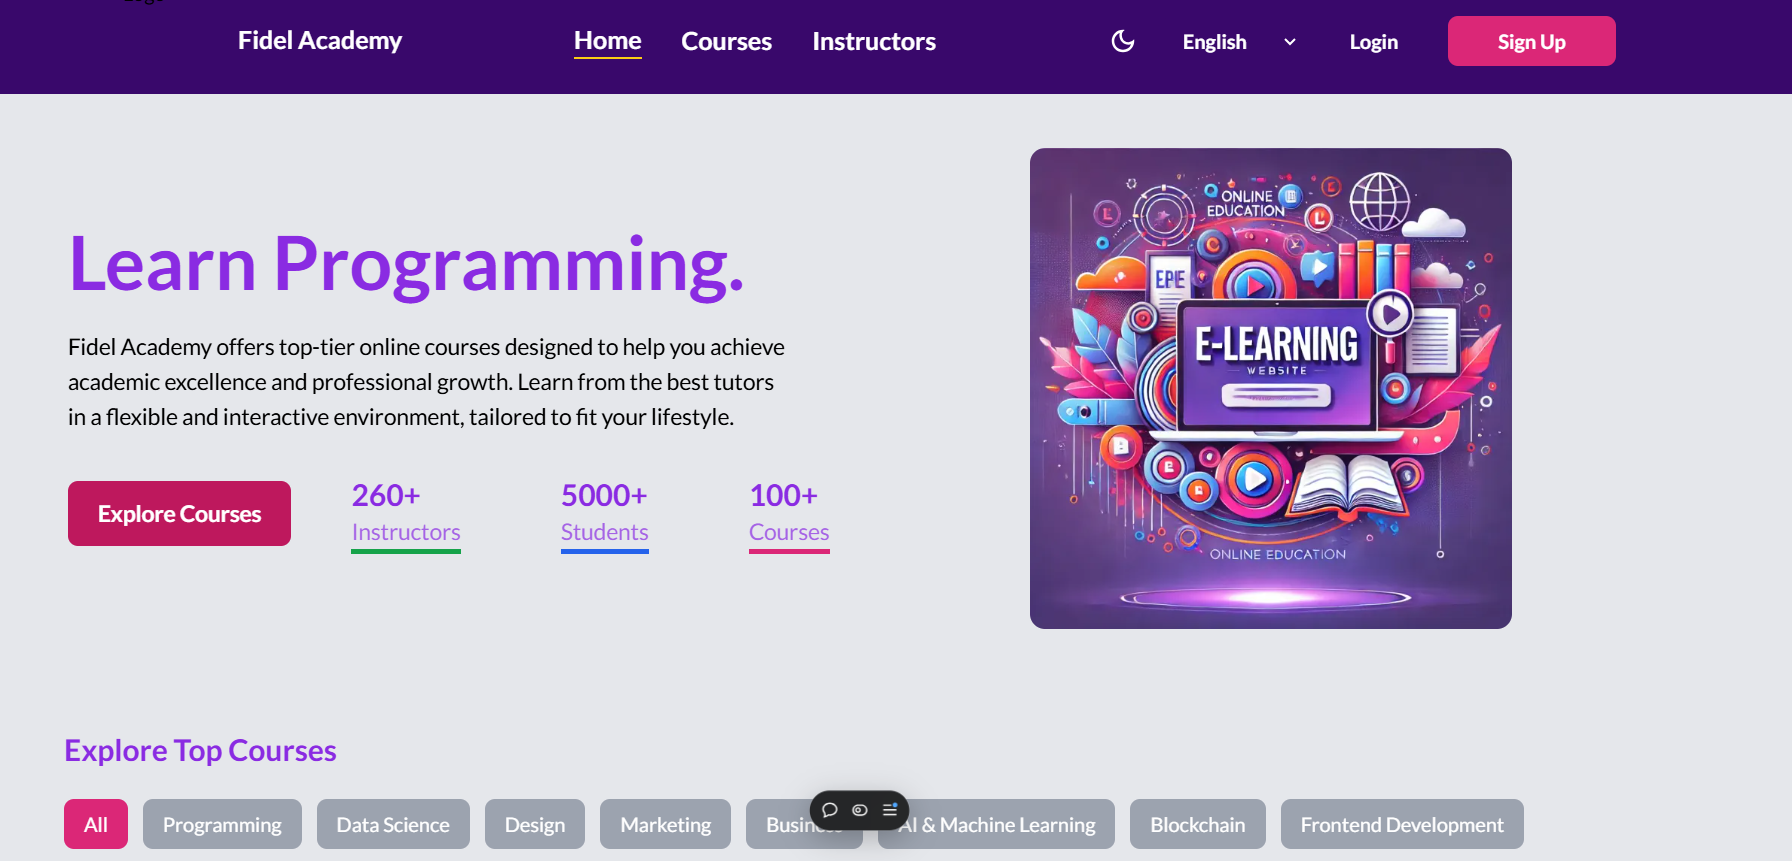 Fidel Academy
Home
Courses
Instructors
English
Login
Sign Up
Learn Programming.
Fidel Academy offers top-tier online courses designed to help you achieve
academic excellence and professional growth. Learn from the best tutors
in a flexible and interactive environment, tailored to fit your lifestyle.
Explore Courses
260+
Instructors
5000+
Students
100+
Courses
ONLINE
EDUCATION
E-LEARNING
WEBSITE
ONLINE EDUCATION
Explore Top Courses
All
Programming
Data Science
Design
Marketing
AI & Machine Learning
Blockchain
Frontend Development